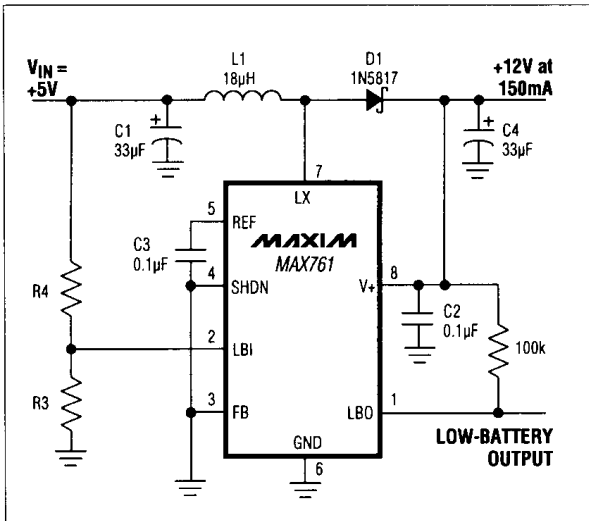 V_IN =
+5V
L1
18µH
D1
1N5817
+12V at
150mA
+
C1
33µF
+
C4
33µF
7
LX
5
REF
MAXIM
MAX761
C3
0.1µF
4
SHDN
8
V+
C2
0.1µF
R4
2
LBI
100k
R3
3
FB
LBO
1
GND
6
LOW-BATTERY
OUTPUT